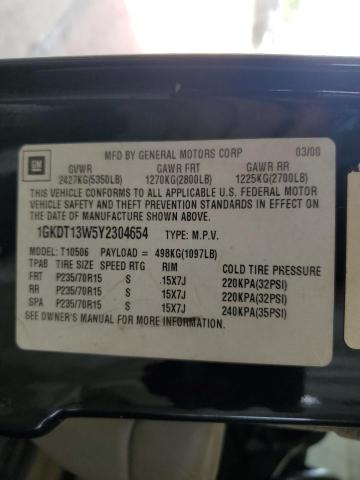 GM
MFD BY GENERAL MOTORS CORP 03/00
GVWR GAWR FRT GAWR RR
2427KG(5350LB) 1270KG(2800LB) 1225KG(2700LB)
THIS VEHICLE CONFORMS TO ALL APPLICABLE U.S. FEDERAL MOTOR
VEHICLE SAFETY AND THEFT PREVENTION STANDARDS IN EFFECT ON
THE DATE OF MANUFACTURE SHOWN ABOVE.
1GKDT13W5Y2304654 TYPE: M.P.V.
MODEL: T10506 PAYLOAD = 498KG(1097LB)
TPAB TIRE SIZE SPEED RTG RIM COLD TIRE PRESSURE
FRT P235/70R15 S 15X7J 220KPA(32PSI)
RR P235/70R15 S 15X7J 220KPA(32PSI)
SPA P235/70R15 S 15X7J 240KPA(35PSI)
SEE OWNER'S MANUAL FOR MORE INFORMATION.